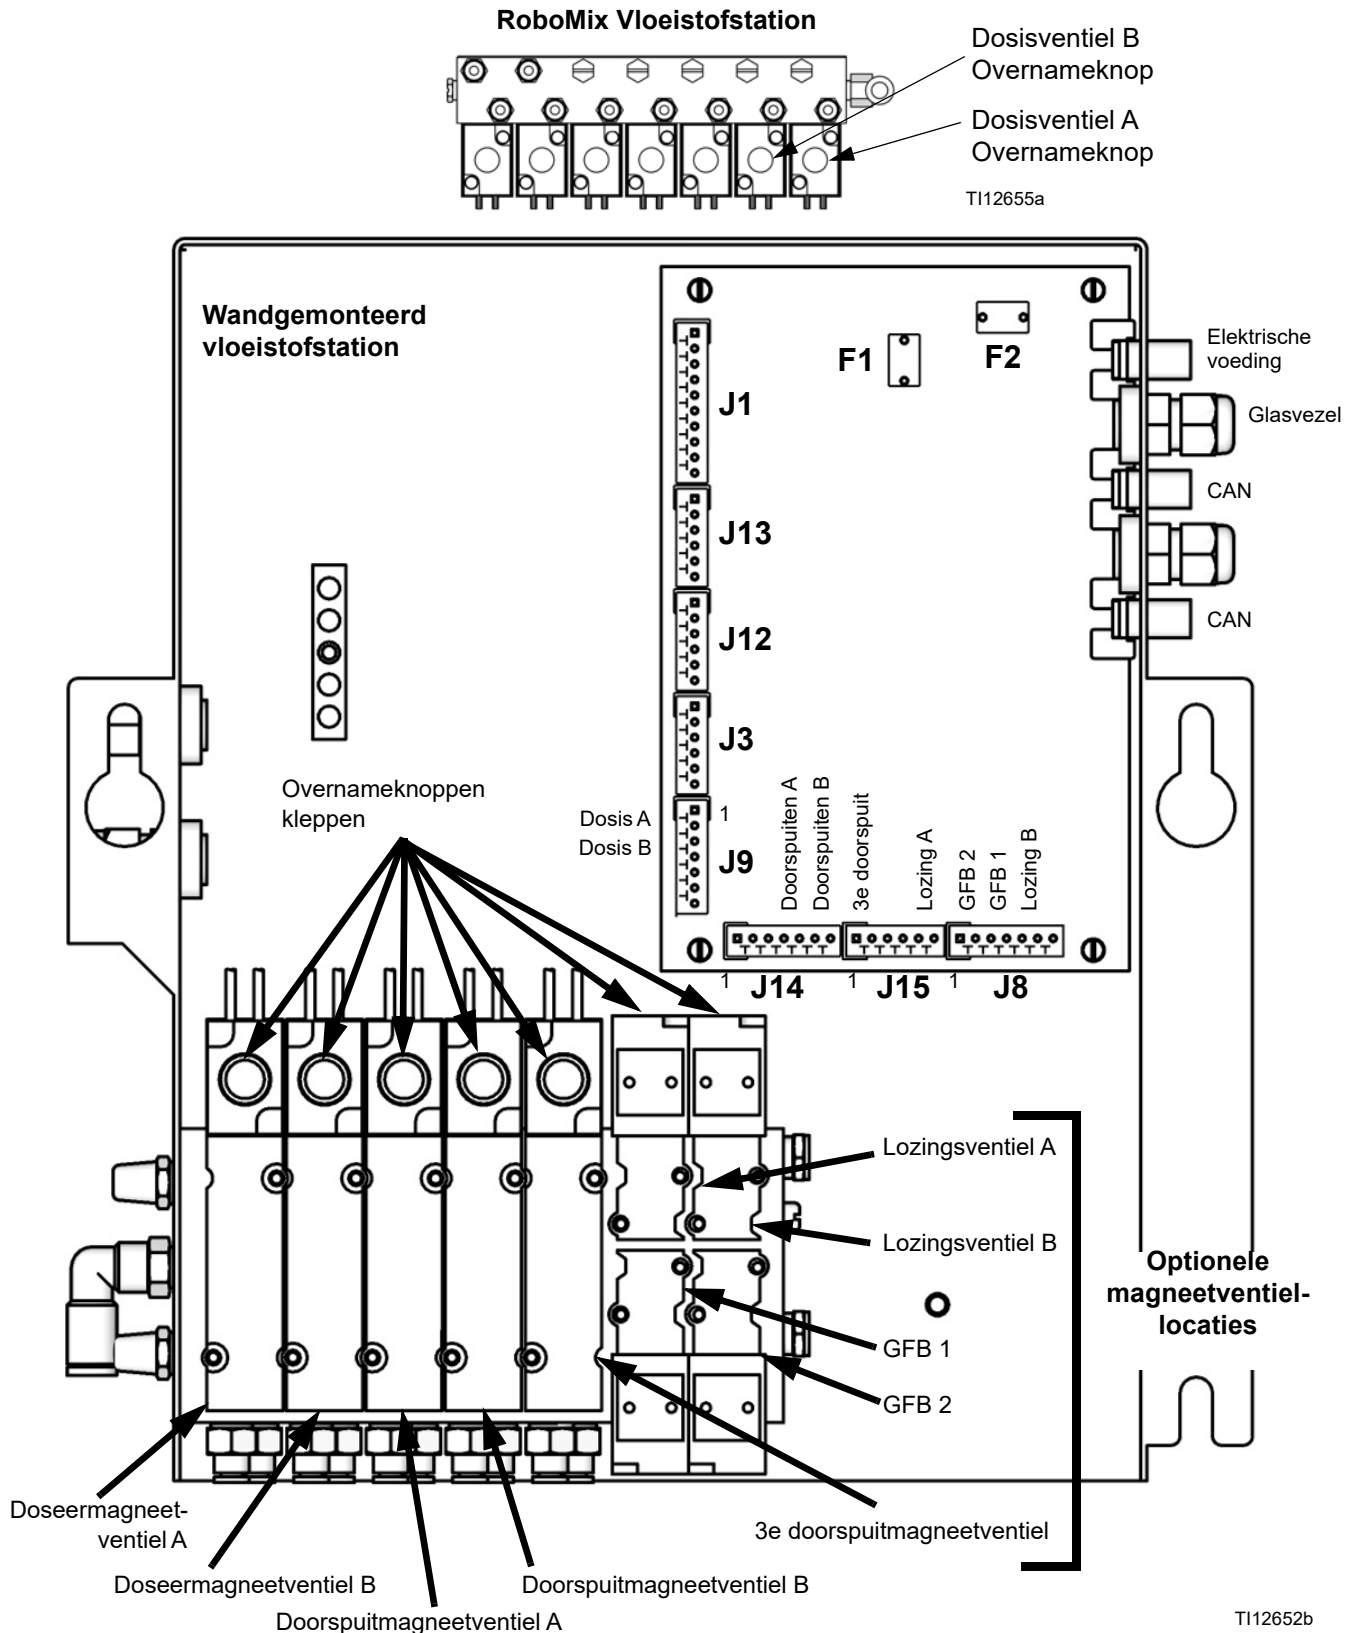 RoboMix Vloeistofstation
Dosisventiel B
Overnameknop
Dosisventiel A
Overnameknop
TI12655a
Wandgemonteerd
vloeistofstation
F1
F2
Elektrische
voeding
J1
Glasvezel
CAN
J13
CAN
J12
J3
Overnameknoppen
kleppen
Dosis A
Dosis B
1
J9
Doorspuiten A
Doorspuiten B
3e doorspuit
Lozing A
GFB 2
GFB 1
Lozing B
1
J14
1
J15
1
J8
Lozingsventiel A
Lozingsventiel B
Optionele
magneetventiel-
locaties
GFB 1
GFB 2
Doseermagneet-
ventiel A
3e doorspuitmagneetventiel
Doseermagneetventiel B
Doorspuitmagneetventiel B
Doorspuitmagneetventiel A
TI12652b